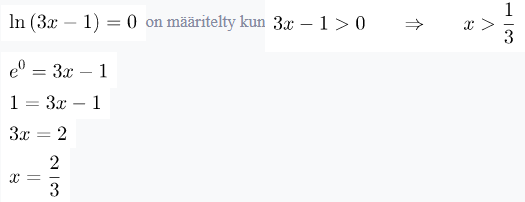 ln (3x − 1) = 0 on määritelty kun 3x − 1 > 0 ⇒ x > 1/3
e⁰ = 3x − 1
1 = 3x − 1
3x = 2
x = 2/3